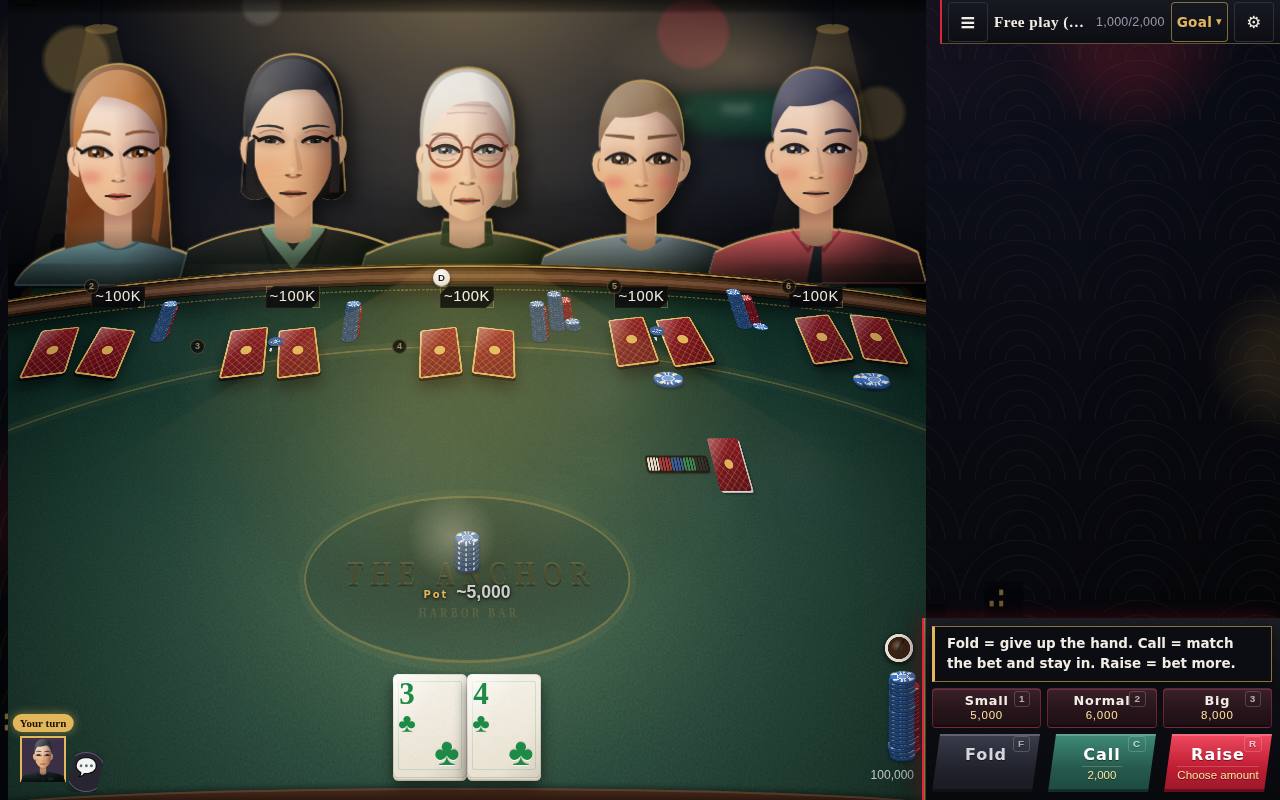 ☰ Free play (... 1,000/2,000 Goal ▾ ⚙
D
2 ~100K
~100K
~100K
5 ~100K
6 ~100K
3
4
THE ANCHOR
Pot ~5,000
HARBOR BAR
3 4
Your turn
100,000
Fold = give up the hand. Call = match
the bet and stay in. Raise = bet more.
Small 1
5,000
Normal 2
6,000
Big 3
8,000
Fold F
Call C
2,000
Raise R
Choose amount